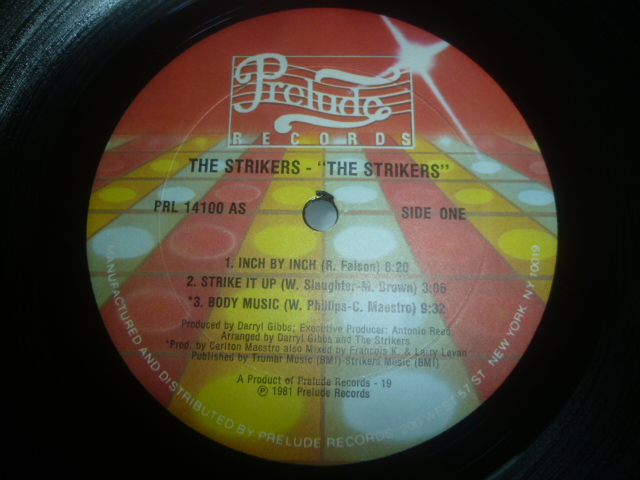 Prelude
RECORDS
THE STRIKERS - "THE STRIKERS"
PRL 14100 AS
SIDE ONE
1. INCH BY INCH (R. Faison) 6:20
2. STRIKE IT UP (W. Slaughter-M. Brown) 3:06
*3. BODY MUSIC (W. Phillips-C. Maestro) 9:32
Produced by Darryl Gibbs; Executive Producer: Antonio Reed
Arranged by Darryl Gibbs and The Strikers
*Prod. by Carlton Maestro also Mixed by Francois K. & Larry Levan
Published by Trumar Music (BMI)-Strikers Music (BMI)
A Product of Prelude Records - 19
Ⓟ 1981 Prelude Records
MANUFACTURED AND DISTRIBUTED BY PRELUDE RECORDS, 200 WEST 57 ST NEW YORK NY 10019